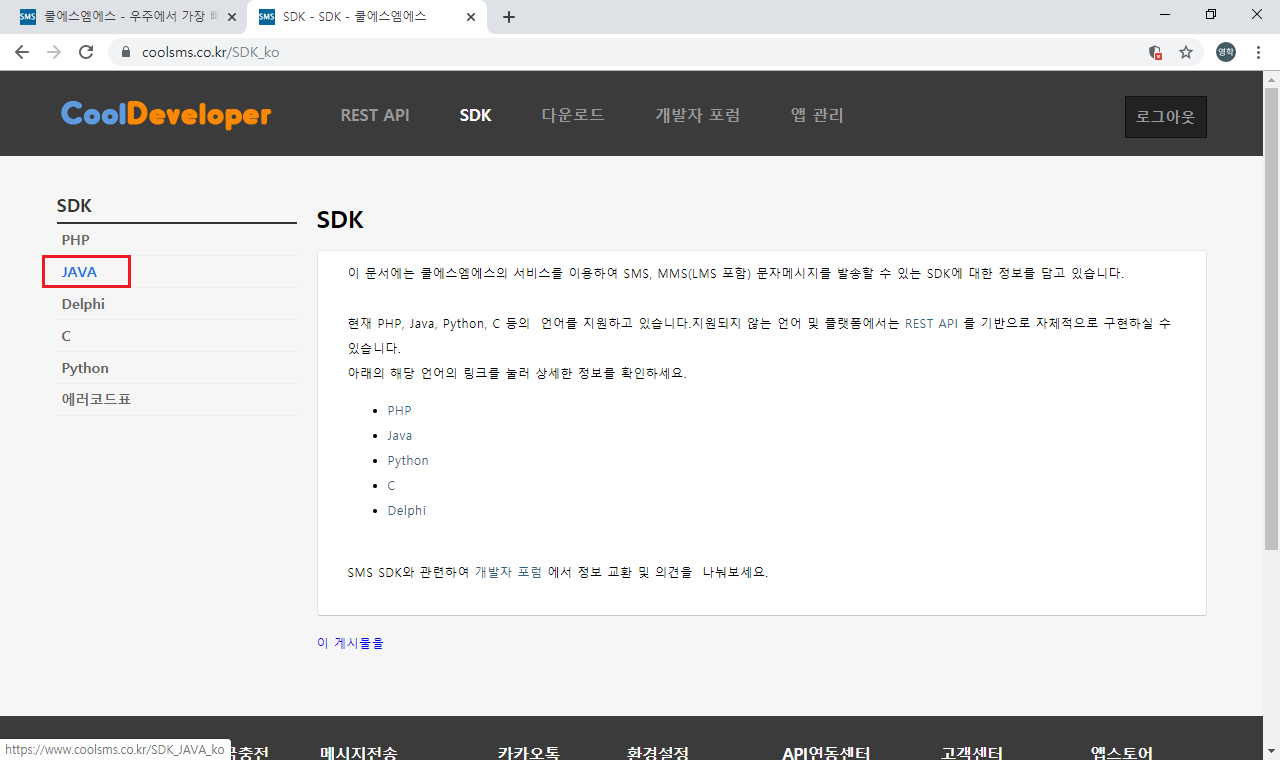 SMS 쿨에스엠에스 - 우주에서 가장 빠
SMS SDK - SDK - 쿨에스엠에스
coolsms.co.kr/SDK_ko
영학
CoolDeveloper
REST API SDK 다운로드 개발자 포럼 앱 관리
로그아웃
SDK
PHP
JAVA
Delphi
C
Python
에러코드표
SDK
이 문서에는 쿨에스엠에스의 서비스를 이용하여 SMS, MMS(LMS 포함) 문자메시지를 발송할 수 있는 SDK에 대한 정보를 담고 있습니다.
현재 PHP, Java, Python, C 등의 언어를 지원하고 있습니다.지원되지 않는 언어 및 플랫폼에서는 REST API 를 기반으로 자체적으로 구현하실 수
있습니다.
아래의 해당 언어의 링크를 눌러 상세한 정보를 확인하세요.
PHP
Java
Python
C
Delphi
SMS SDK와 관련하여 개발자 포럼 에서 정보 교환 및 의견을 나눠보세요.
이 게시물을
https://www.coolsms.co.kr/SDK_JAVA_ko
메시지전송 카카오톡 환경설정 API연동센터 고객센터 앱스토어